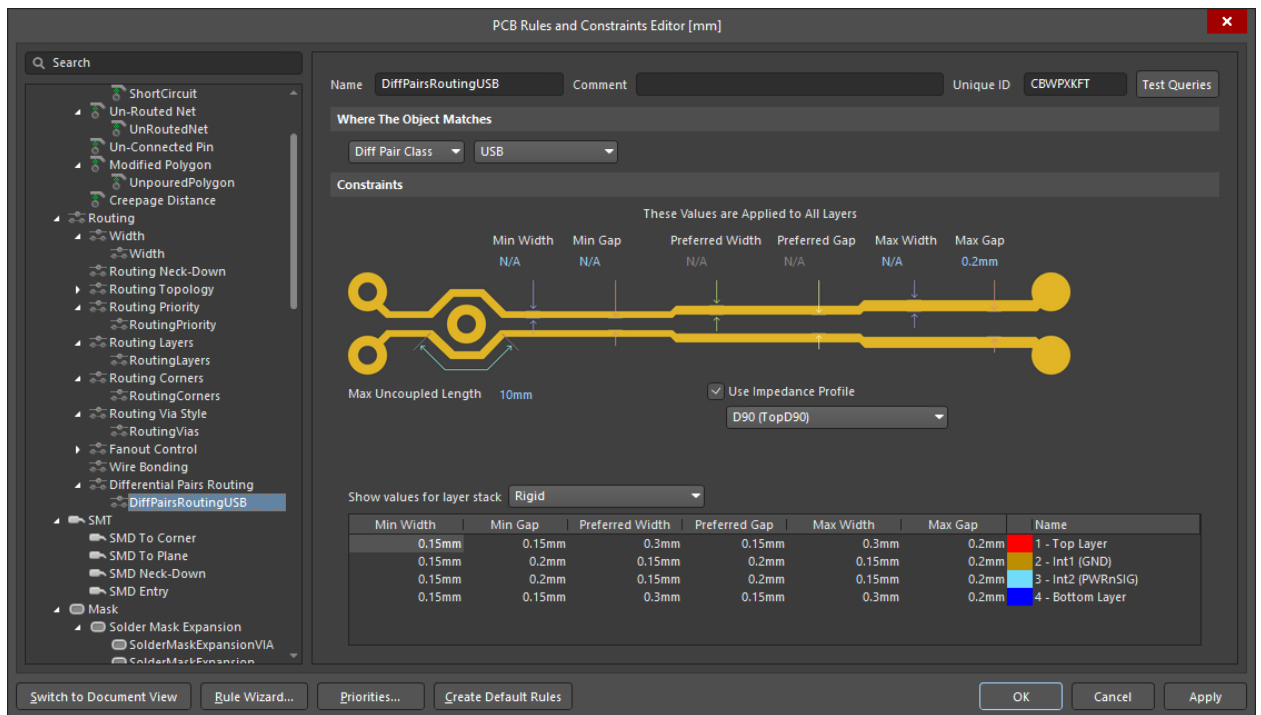 PCB Rules and Constraints Editor [mm]
Search
ShortCircuit
Un-Routed Net
UnRoutedNet
Un-Connected Pin
Modified Polygon
UnpouredPolygon
Creepage Distance
Routing
Width
Width
Routing Neck-Down
Routing Topology
Routing Priority
RoutingPriority
Routing Layers
RoutingLayers
Routing Corners
RoutingCorners
Routing Via Style
RoutingVias
Fanout Control
Wire Bonding
Differential Pairs Routing
DiffPairsRoutingUSB
SMT
SMD To Corner
SMD To Plane
SMD Neck-Down
SMD Entry
Mask
Solder Mask Expansion
SolderMaskExpansionVIA
SolderMaskExpansion
Name DiffPairsRoutingUSB Comment Unique ID CBWPXKFT Test Queries
Where The Object Matches
Diff Pair Class USB
Constraints
These Values are Applied to All Layers
Min Width Min Gap Preferred Width Preferred Gap Max Width Max Gap
N/A N/A N/A N/A N/A 0.2mm
Max Uncoupled Length 10mm
Use Impedance Profile
D90 (TopD90)
Show values for layer stack Rigid
Min Width Min Gap Preferred Width Preferred Gap Max Width Max Gap Name
0.15mm 0.15mm 0.3mm 0.15mm 0.3mm 0.2mm 1 - Top Layer
0.15mm 0.2mm 0.15mm 0.2mm 0.15mm 0.2mm 2 - Int1 (GND)
0.15mm 0.2mm 0.15mm 0.2mm 0.15mm 0.2mm 3 - Int2 (PWRnSIG)
0.15mm 0.15mm 0.3mm 0.15mm 0.3mm 0.2mm 4 - Bottom Layer
Switch to Document View Rule Wizard... Priorities... Create Default Rules OK Cancel Apply